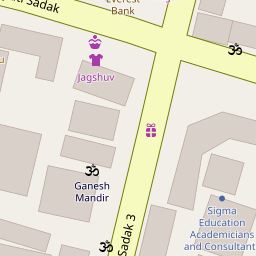 Everest
Bank
Sadak
Jagshuv
Ganesh
Mandir
Sadak 3
Sigma
Education
Academicians
and Consultant
ॐ
ॐ
ॐ